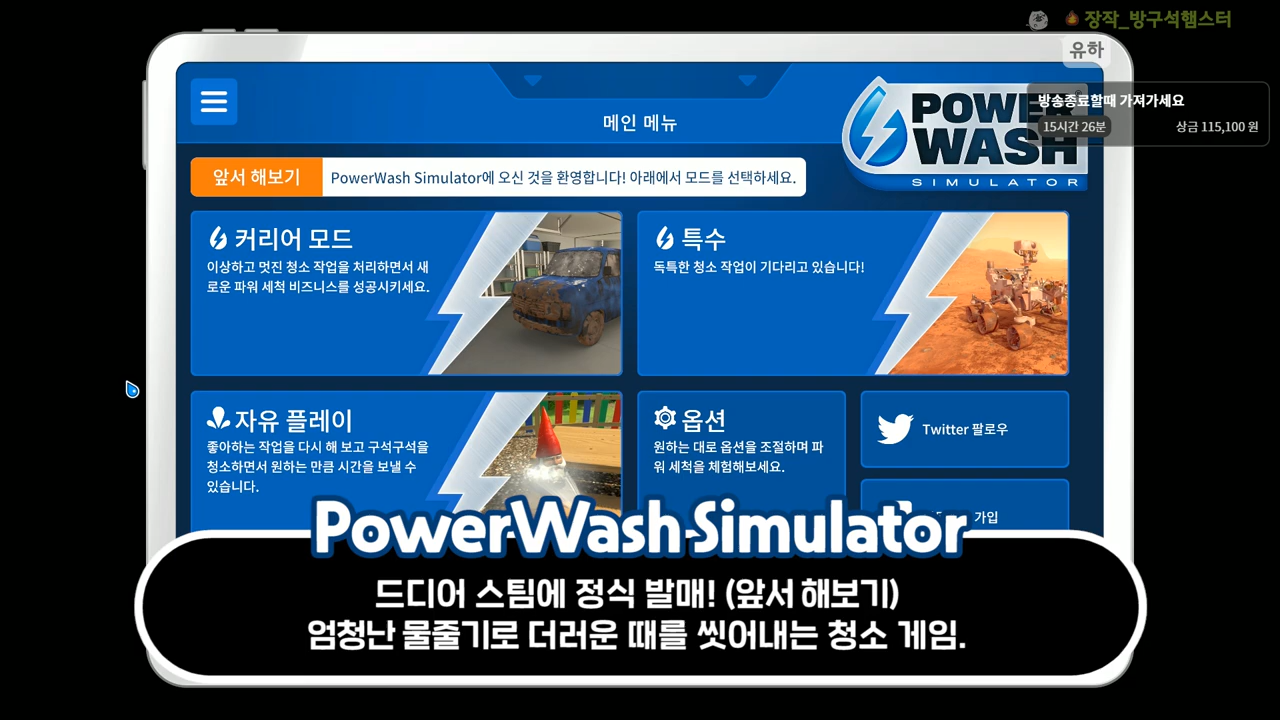 장작_방구석햄스터
유하
메인 메뉴
POWER
WASH
SIMULATOR
방송종료할때 가져가세요
15시간 26분
상금 115,100 원
앞서 해보기
PowerWash Simulator에 오신 것을 환영합니다! 아래에서 모드를 선택하세요.
커리어 모드
이상하고 멋진 청소 작업을 처리하면서 새
로운 파워 세척 비즈니스를 성공시키세요.
특수
독특한 청소 작업이 기다리고 있습니다!
자유 플레이
좋아하는 작업을 다시 해 보고 구석구석을
청소하면서 원하는 만큼 시간을 보낼 수
있습니다.
옵션
원하는 대로 옵션을 조절하며 파
워 세척을 체험해보세요.
Twitter 팔로우
가입
PowerWash Simulator
드디어 스팀에 정식 발매! (앞서 해보기)
엄청난 물줄기로 더러운 때를 씻어내는 청소 게임.